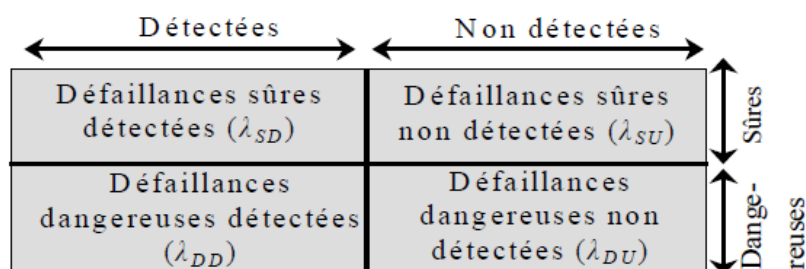 Détectées
Non détectées
Défaillances sûres
détectées (λSD)
Défaillances sûres
non détectées (λSU)
Sûres
Défaillances
dangereuses détectées
(λDD)
Défaillances
dangereuses non
détectées (λDU)
Dange-
reuses